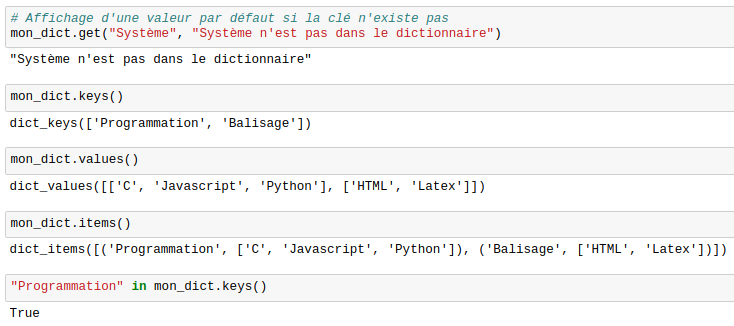 # Affichage d'une valeur par défaut si la clé n'existe pas
mon_dict.get("Système", "Système n'est pas dans le dictionnaire")
"Système n'est pas dans le dictionnaire"
mon_dict.keys()
dict_keys(['Programmation', 'Balisage'])
mon_dict.values()
dict_values([['C', 'Javascript', 'Python'], ['HTML', 'Latex']])
mon_dict.items()
dict_items([('Programmation', ['C', 'Javascript', 'Python']), ('Balisage', ['HTML', 'Latex'])])
"Programmation" in mon_dict.keys()
True